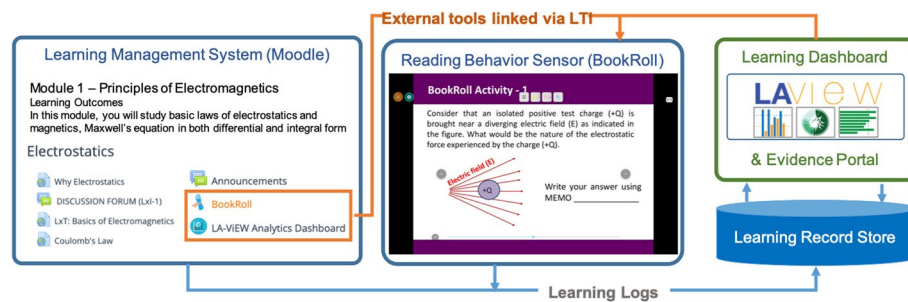 External tools linked via LTI
Learning Management System (Moodle)
Module 1 – Principles of Electromagnetics
Learning Outcomes
In this module, you will study basic laws of electrostatics and
magnetics, Maxwell's equation in both differential and integral form
Electrostatics
Why Electrostatics
DISCUSSION FORUM (LxI-1)
LxT: Basics of Electromagnetics
Coulomb's Law
Announcements
BookRoll
LA-ViEW Analytics Dashboard
Reading Behavior Sensor (BookRoll)
BookRoll Activity - 1
Consider that an isolated positive test charge (+Q) is
brought near a diverging electric field (E) as indicated in
the figure. What would be the nature of the electrostatic
force experienced by the charge (+Q).
Electric field (E)
+Q
Write your answer using
MEMO ____________
Learning Dashboard
LAVIEW
& Evidence Portal
Learning Record Store
Learning Logs